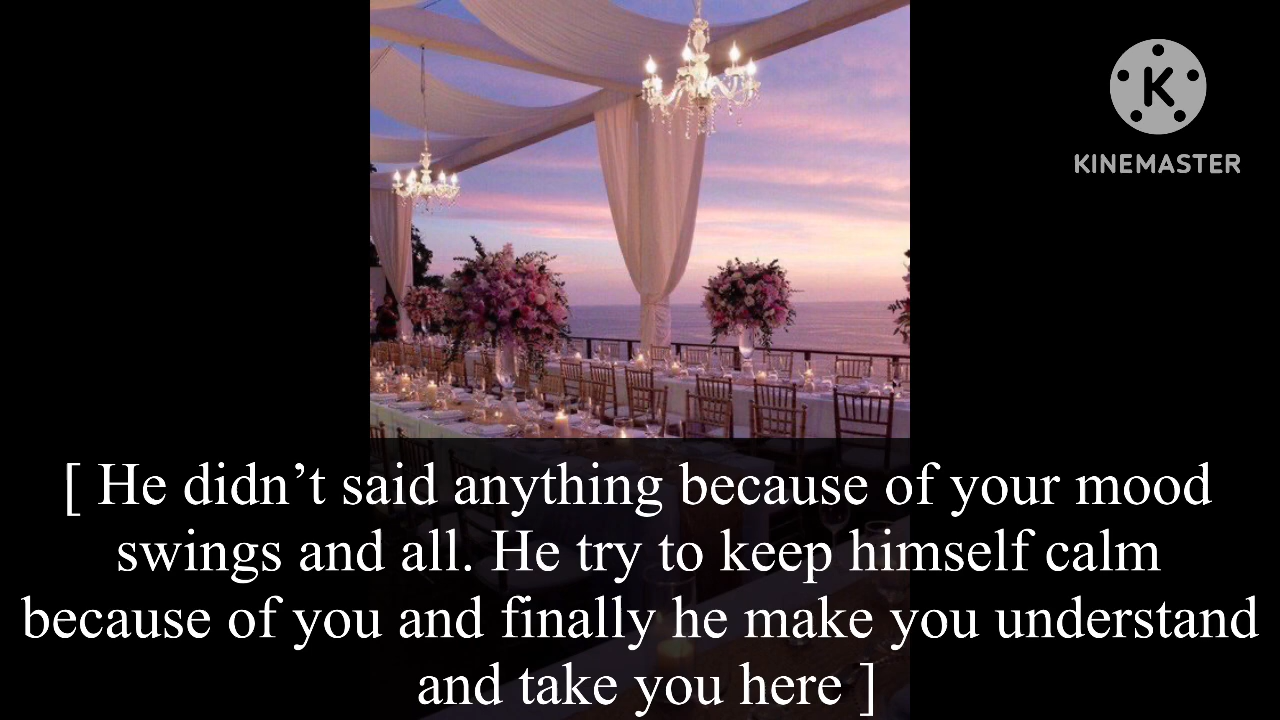 KINEMASTER
[ He didn’t said anything because of your mood
swings and all. He try to keep himself calm
because of you and finally he make you understand
and take you here ]